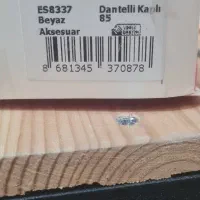 ES8337 Dantelli Kaplı
Beyaz 85
Aksesuar
8 681345 370878